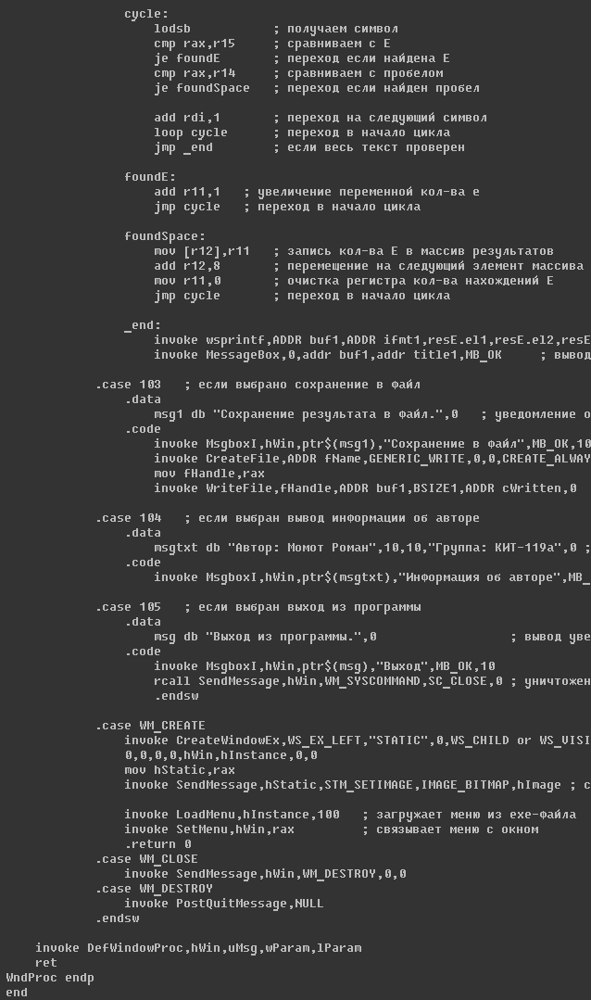 cycle:
lodsb ; получаем символ
cmp rax,r15 ; сравниваем с Е
je foundE ; переход если найдена Е
cmp rax,r14 ; сравниваем с пробелом
je foundSpace ; переход если найден пробел
add rdi,1 ; переход на следующий символ
loop cycle ; переход в начало цикла
jmp _end ; если весь текст проверен
foundE:
add r11,1 ; увеличение переменной кол-ва е
jmp cycle ; переход в начало цикла
foundSpace:
mov [r12],r11 ; запись кол-ва Е в массив результатов
add r12,8 ; перемещение на следующий элемент массива
mov r11,0 ; очистка регистра кол-ва нахождений Е
jmp cycle ; переход в начало цикла
_end:
invoke wsprintf,ADDR buf1,ADDR ifmt1,resE.el1,resE.el2,resE
invoke MessageBox,0,addr buf1,addr title1,MB_OK ; вывод
.case 103 ; если выбрано сохранение в файл
.data
msg1 db "Сохранение результата в файл.",0 ; уведомление о
.code
invoke MsgboxI,hWin,ptr$(msg1),"Сохранение в файл",MB_OK,10
invoke CreateFile,ADDR fName,GENERIC_WRITE,0,0,CREATE_ALWAY
mov fHandle,rax
invoke WriteFile,fHandle,ADDR buf1,BSIZE1,ADDR cWritten,0
.case 104 ; если выбран вывод информации об авторе
.data
msgtxt db "Автор: Момот Роман",10,10,"Группа: КИТ-119а",0 ;
.code
invoke MsgboxI,hWin,ptr$(msgtxt),"Информация об авторе",MB_
.case 105 ; если выбран выход из программы
.data
msg db "Выход из программы.",0 ; вывод уве
.code
invoke MsgboxI,hWin,ptr$(msg),"Выход",MB_OK,10
rcall SendMessage,hWin,WM_SYSCOMMAND,SC_CLOSE,0 ; уничтожен
.endsw
.case WM_CREATE
invoke CreateWindowEx,WS_EX_LEFT,"STATIC",0,WS_CHILD or WS_VISI
0,0,0,0,hWin,hInstance,0,0
mov hStatic,rax
invoke SendMessage,hStatic,STM_SETIMAGE,IMAGE_BITMAP,hImage ; с
invoke LoadMenu,hInstance,100 ; загружает меню из exe-файла
invoke SetMenu,hWin,rax ; связывает меню с окном
.return 0
.case WM_CLOSE
invoke SendMessage,hWin,WM_DESTROY,0,0
.case WM_DESTROY
invoke PostQuitMessage,NULL
.endsw
invoke DefWindowProc,hWin,uMsg,wParam,lParam
ret
WndProc endp
end